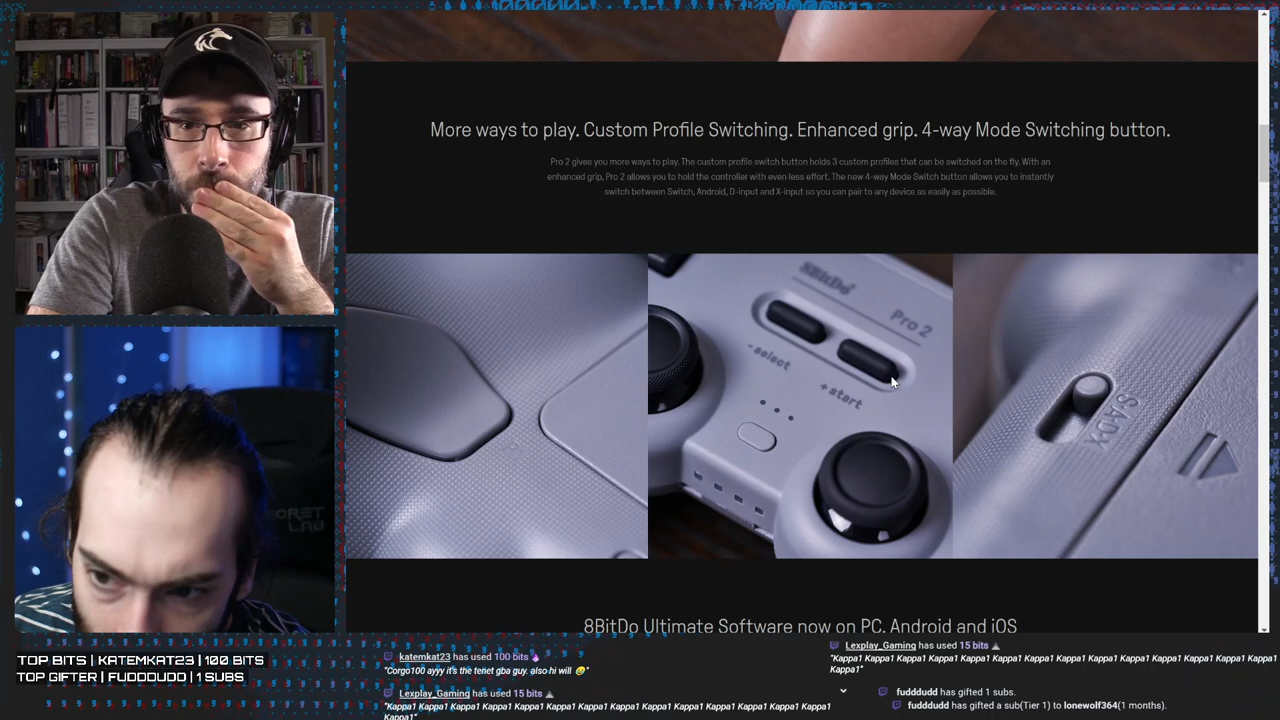 More ways to play. Custom Profile Switching. Enhanced grip. 4-way Mode Switching button.
Pro 2 gives you more ways to play. The custom profile switch button holds 3 custom profiles that can be switched on the fly. With an
enhanced grip, Pro 2 allows you to hold the controller with even less effort. The new 4-way Mode Switch button allows you to instantly
switch between Switch, Android, D-input and X-input so you can pair to any device as easily as possible.
8BitDo
Pro 2
- select
+ start
SADX
SECRET
LAB
8BitDo Ultimate Software now on PC, Android and iOS
TOP BITS | KATEMKAT23 | 100 BITS
TOP GIFTER | FUDDDUDD | 1 SUBS
katemkat23 has used 100 bits
"Corgo100 ayyy it's the tenet gba guy. also hi will 😅"
Lexplay_Gaming has used 15 bits
"Kappa1 Kappa1 Kappa1 Kappa1 Kappa1 Kappa1 Kappa1 Kappa1 Kappa1 Kappa1 Kappa1 Kappa1 Kappa1 Kappa1
Kappa1"
Lexplay_Gaming has used 15 bits
"Kappa1 Kappa1 Kappa1 Kappa1 Kappa1 Kappa1 Kappa1 Kappa1 Kappa1 Kappa1 Kappa1 Kappa1 Kappa1 Kappa1
Kappa1"
fudddudd has gifted 1 subs.
fudddudd has gifted a sub(Tier 1) to lonewolf364(1 months).